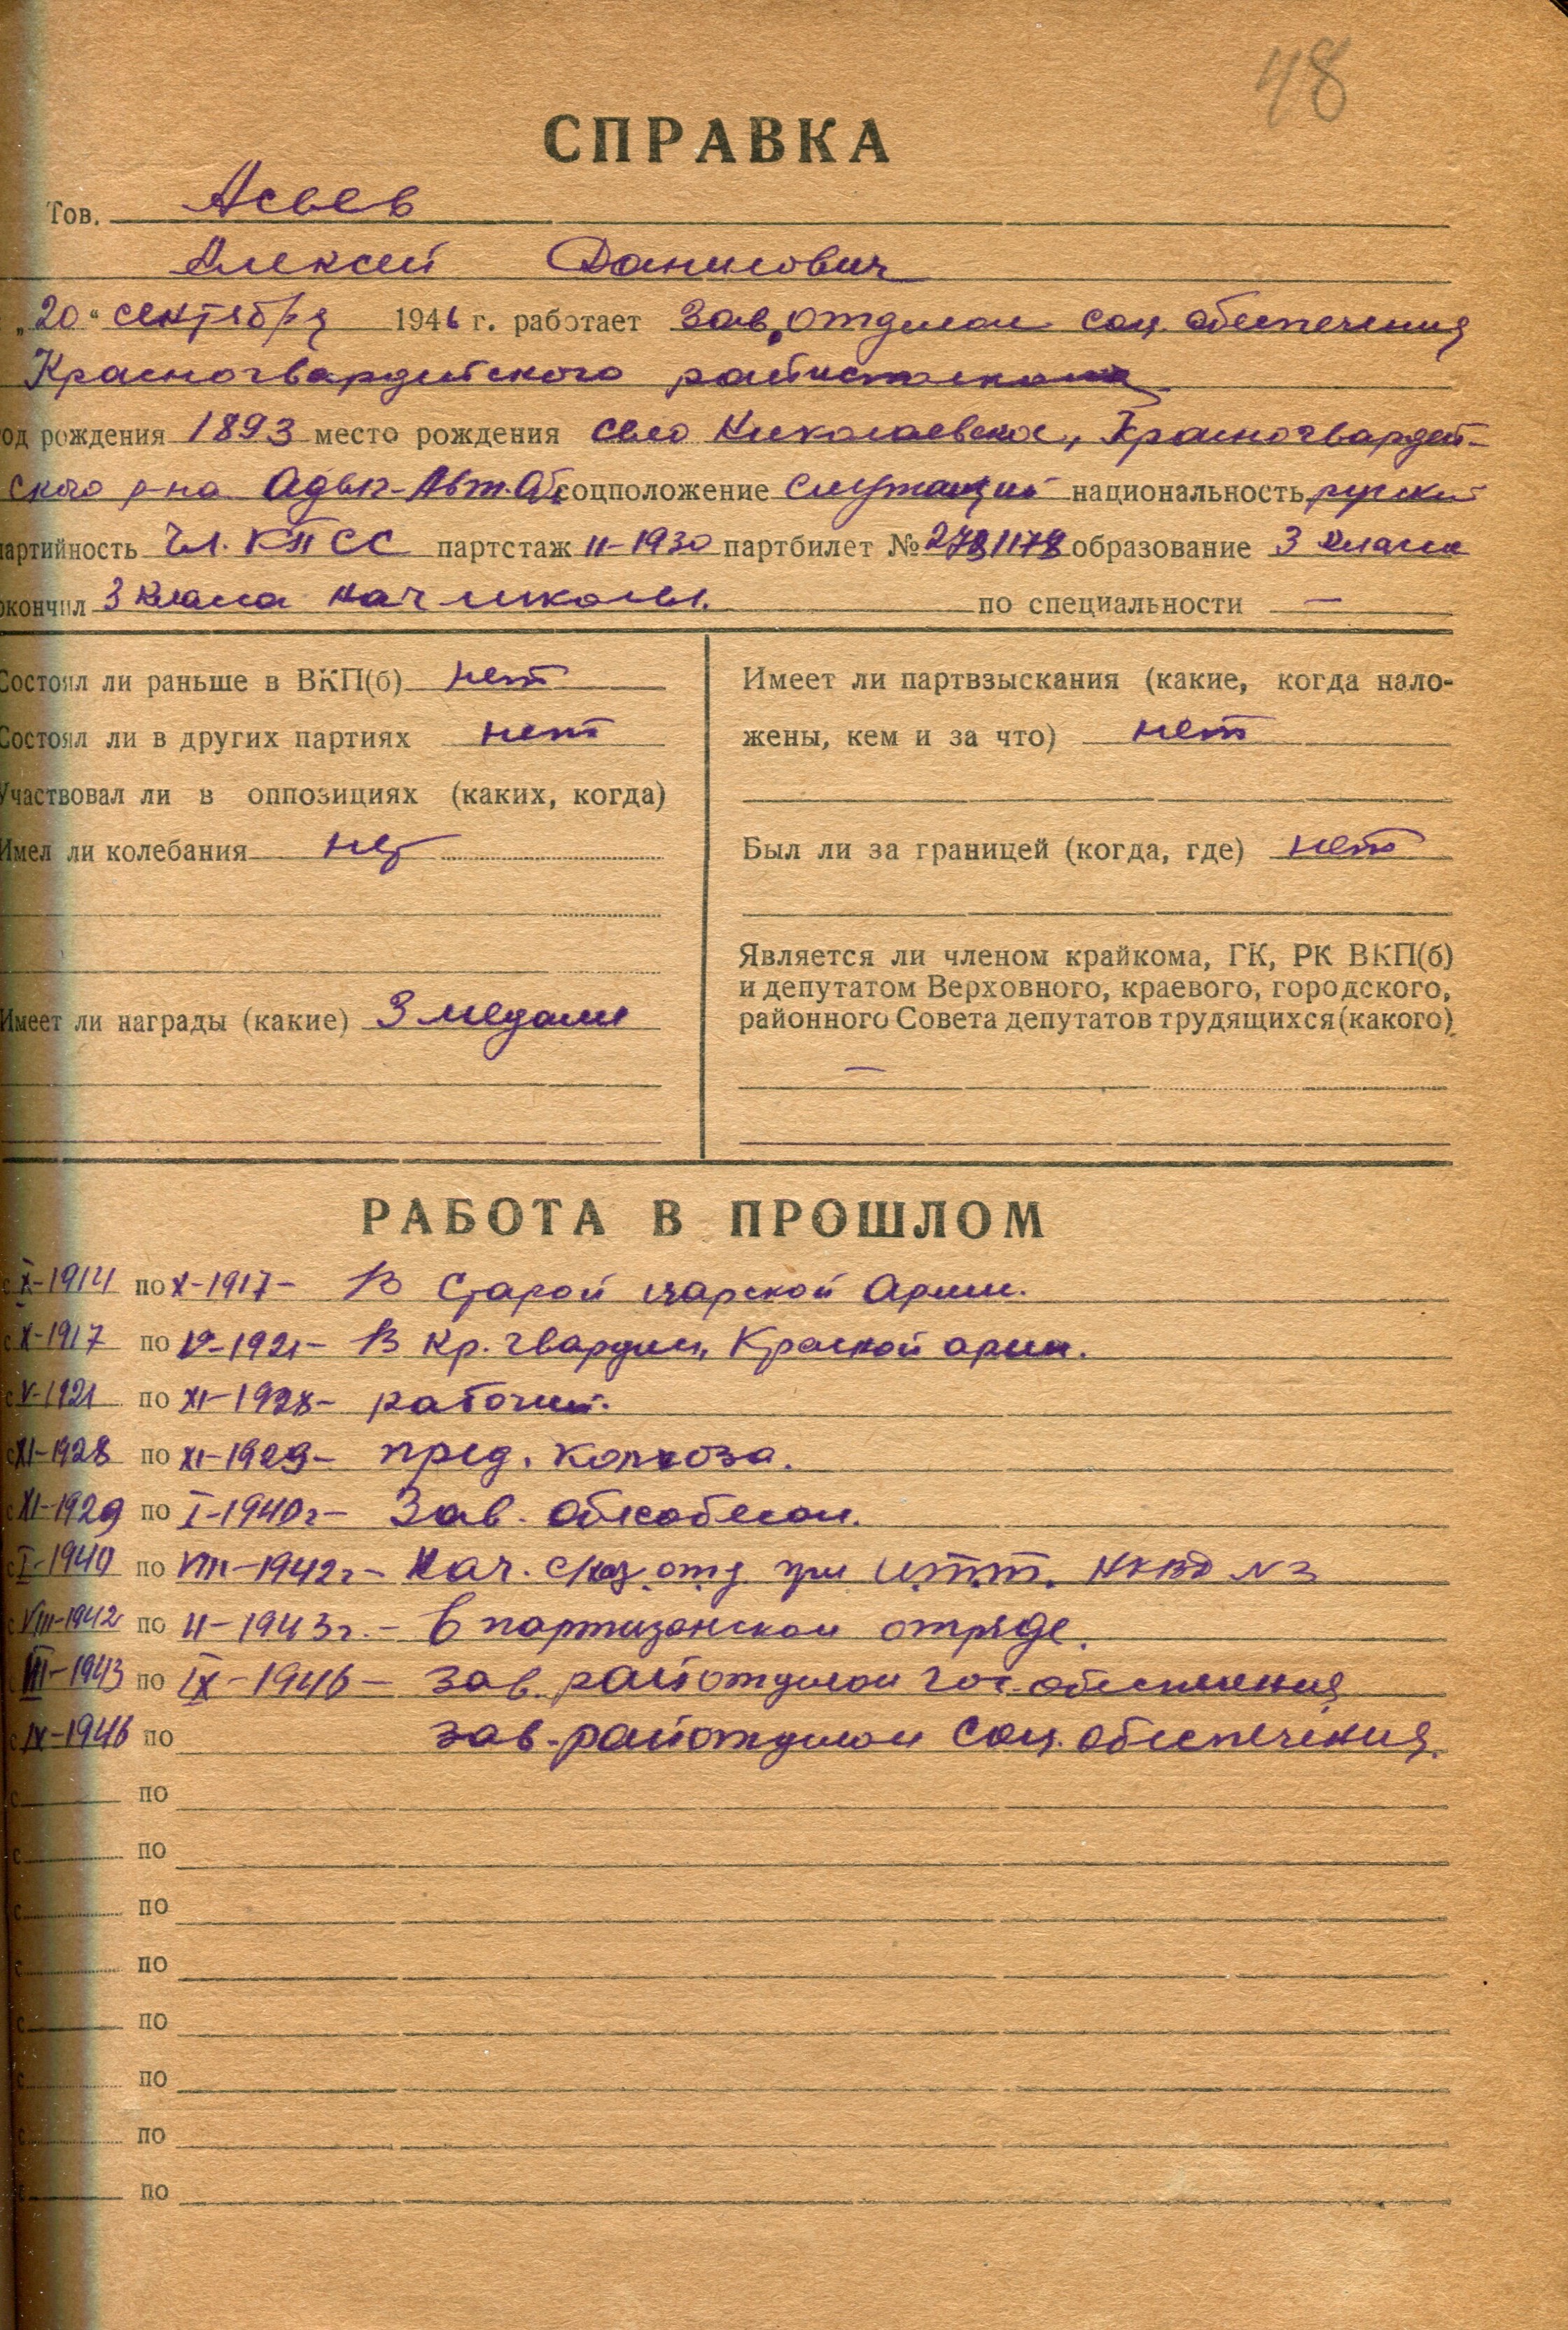 48
СПРАВКА
Тов. Асеев
Алексей Данилович
„20“ сентября 1946 г. работает Зав. отделом соц. обеспечения
Красногвардейского райисполкома
од рождения 1893 место рождения село Николаевское, Красногвардей-
ского р-на Адыг-Авт. Об. соцположение служащий национальность русский
артийность Чл. КПСС партстаж II-1930 партбилет № образование 3 класса
окончил 3 класса нач школы. по специальности —
Состоял ли раньше в ВКП(б) нет
Состоял ли в других партиях нет
Участвовал ли в оппозициях (каких, когда)
Имел ли колебания нет
Имеет ли награды (какие) 3 медали
Имеет ли партвзыскания (какие, когда нало-
жены, кем и за что) нет
Был ли за границей (когда, где) нет
Является ли членом крайкома, ГК, РК ВКП(б)
и депутатом Верховного, краевого, городского,
районного Совета депутатов трудящихся (какого)
—
РАБОТА В ПРОШЛОМ
с X-1914 по X-1917- В Старой царской Армии.
с X-1917 по V-1921- В Кр. гвардии, Красной армии.
с V-1921 по XI-1928- рабочий.
с XI-1928 по XI-1929- пред. колхоза.
с XI-1929 по I-1940г- Зав. облсобесом.
с I-1940 по VIII-1942г- Нач. отд. при НКВД №3
с VIII-1942 по II-1943г.- в партизанском отряде.
с III-1943 по IX-1946- зав. райотделом гос. обеспечения
с IX-1946 по зав. райотделом соц. обеспечения.
с по
с по
с по
с по
с по
с по
с по
с по